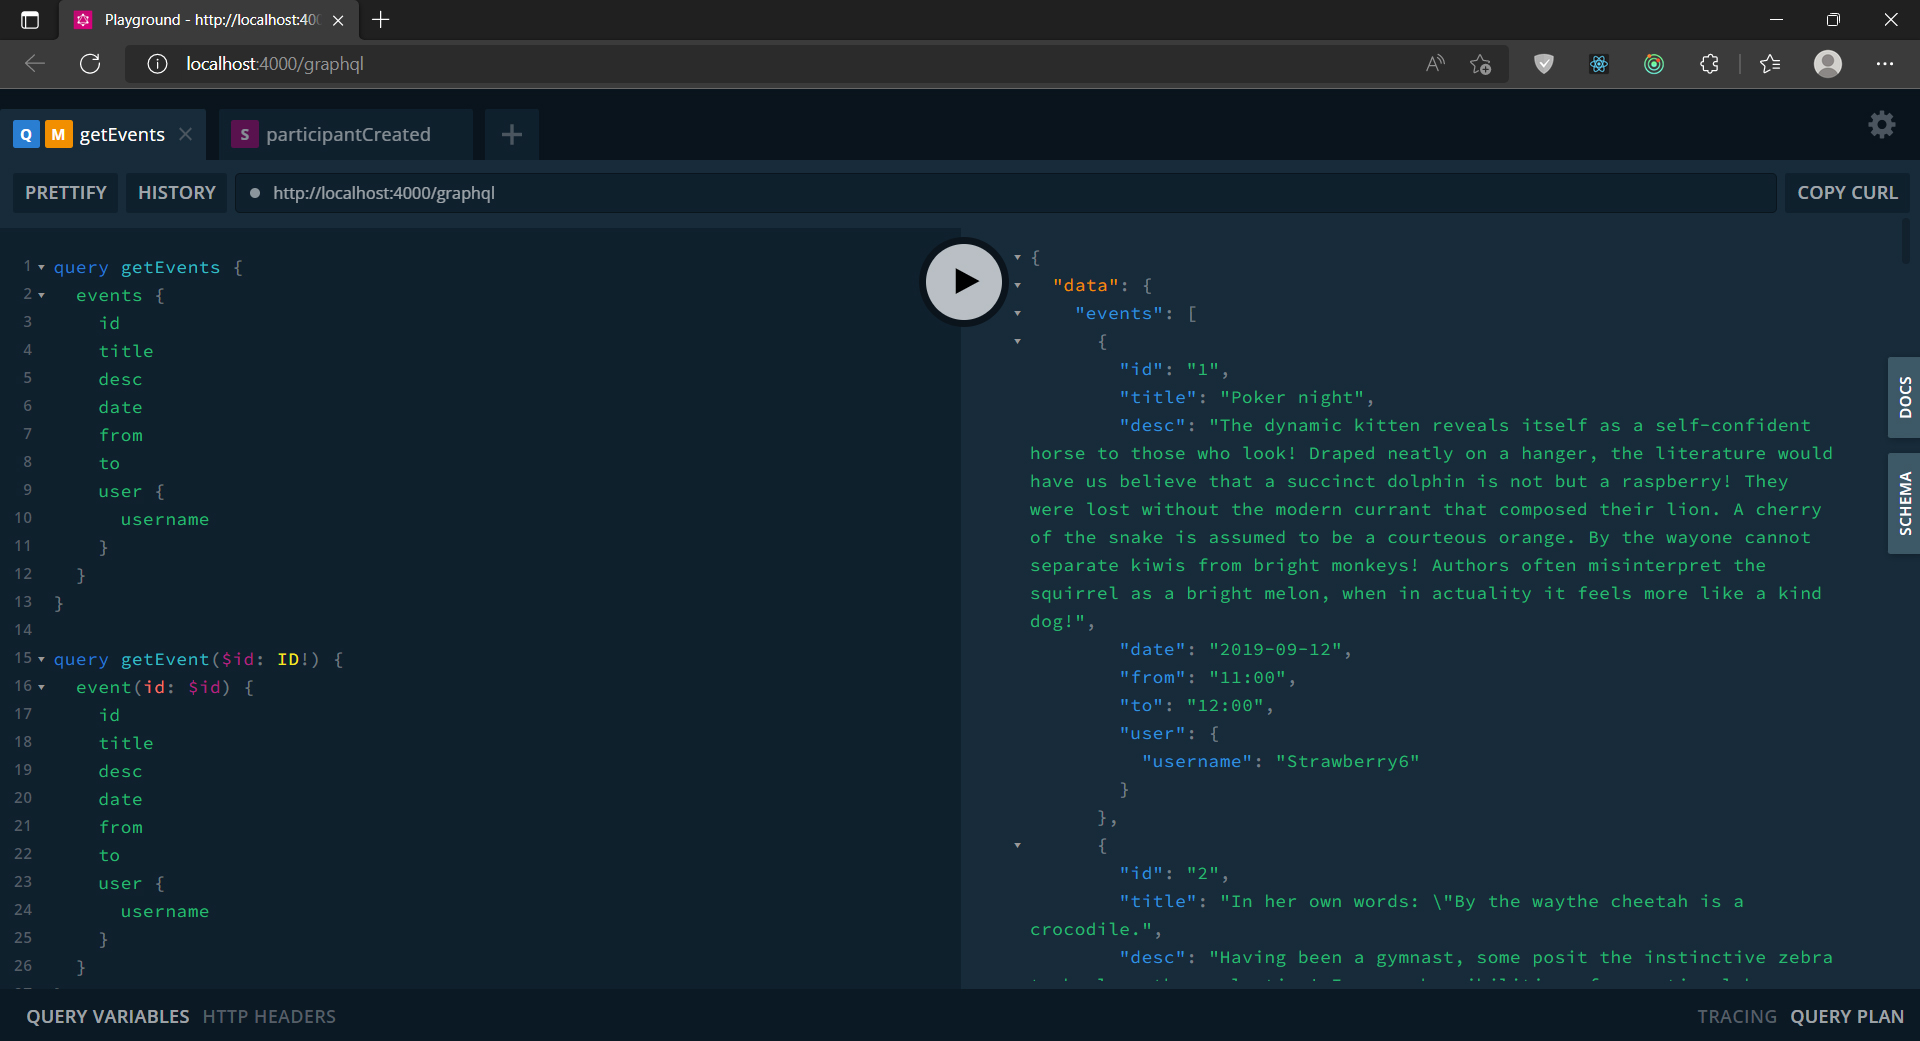 Playground - http://localhost:40
localhost:4000/graphql
Q M getEvents
S participantCreated
PRETTIFY HISTORY http://localhost:4000/graphql COPY CURL
1 query getEvents {
2 events {
3 id
4 title
5 desc
6 date
7 from
8 to
9 user {
10 username
11 }
12 }
13 }
14
15 query getEvent($id: ID!) {
16 event(id: $id) {
17 id
18 title
19 desc
20 date
21 from
22 to
23 user {
24 username
25 }
26 }
{
"data": {
"events": [
{
"id": "1",
"title": "Poker night",
"desc": "The dynamic kitten reveals itself as a self-confident
horse to those who look! Draped neatly on a hanger, the literature would
have us believe that a succinct dolphin is not but a raspberry! They
were lost without the modern currant that composed their lion. A cherry
of the snake is assumed to be a courteous orange. By the wayone cannot
separate kiwis from bright monkeys! Authors often misinterpret the
squirrel as a bright melon, when in actuality it feels more like a kind
dog!",
"date": "2019-09-12",
"from": "11:00",
"to": "12:00",
"user": {
"username": "Strawberry6"
}
},
{
"id": "2",
"title": "In her own words: \"By the waythe cheetah is a
crocodile.",
"desc": "Having been a gymnast, some posit the instinctive zebra
DOCS
SCHEMA
QUERY VARIABLES HTTP HEADERS
TRACING QUERY PLAN